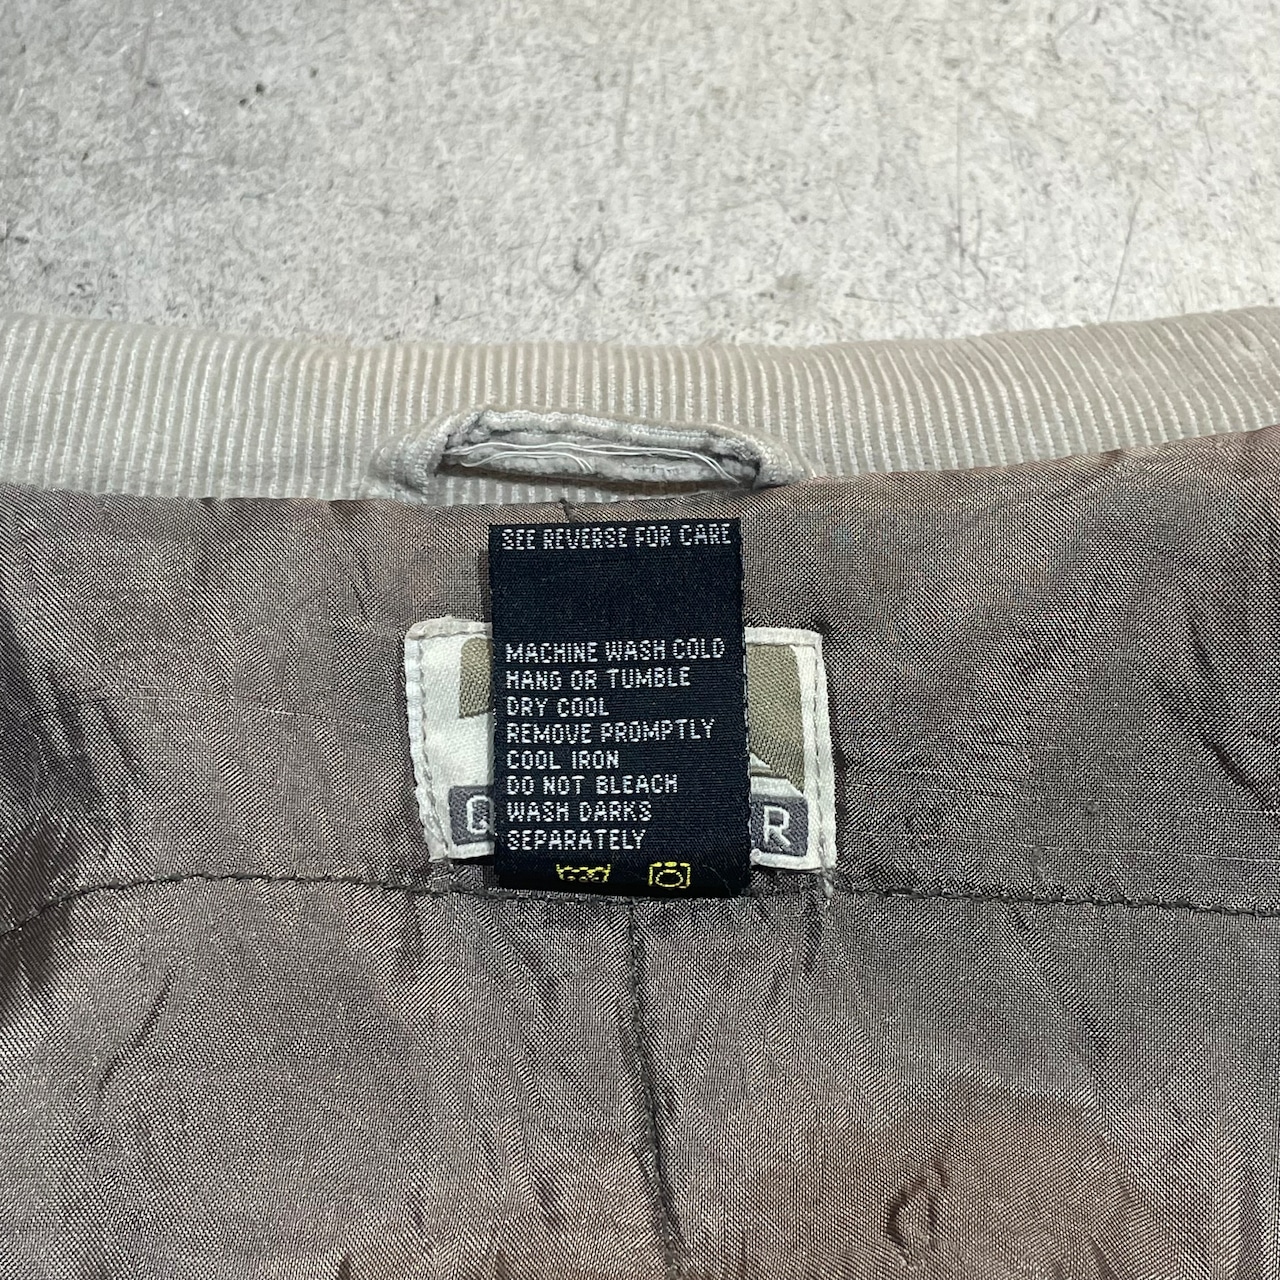 SEE REVERSE FOR CARE
MACHINE WASH COLD
HANG OR TUMBLE
DRY COOL
REMOVE PROMPTLY
COOL IRON
DO NOT BLEACH
WASH DARKS
SEPARATELY